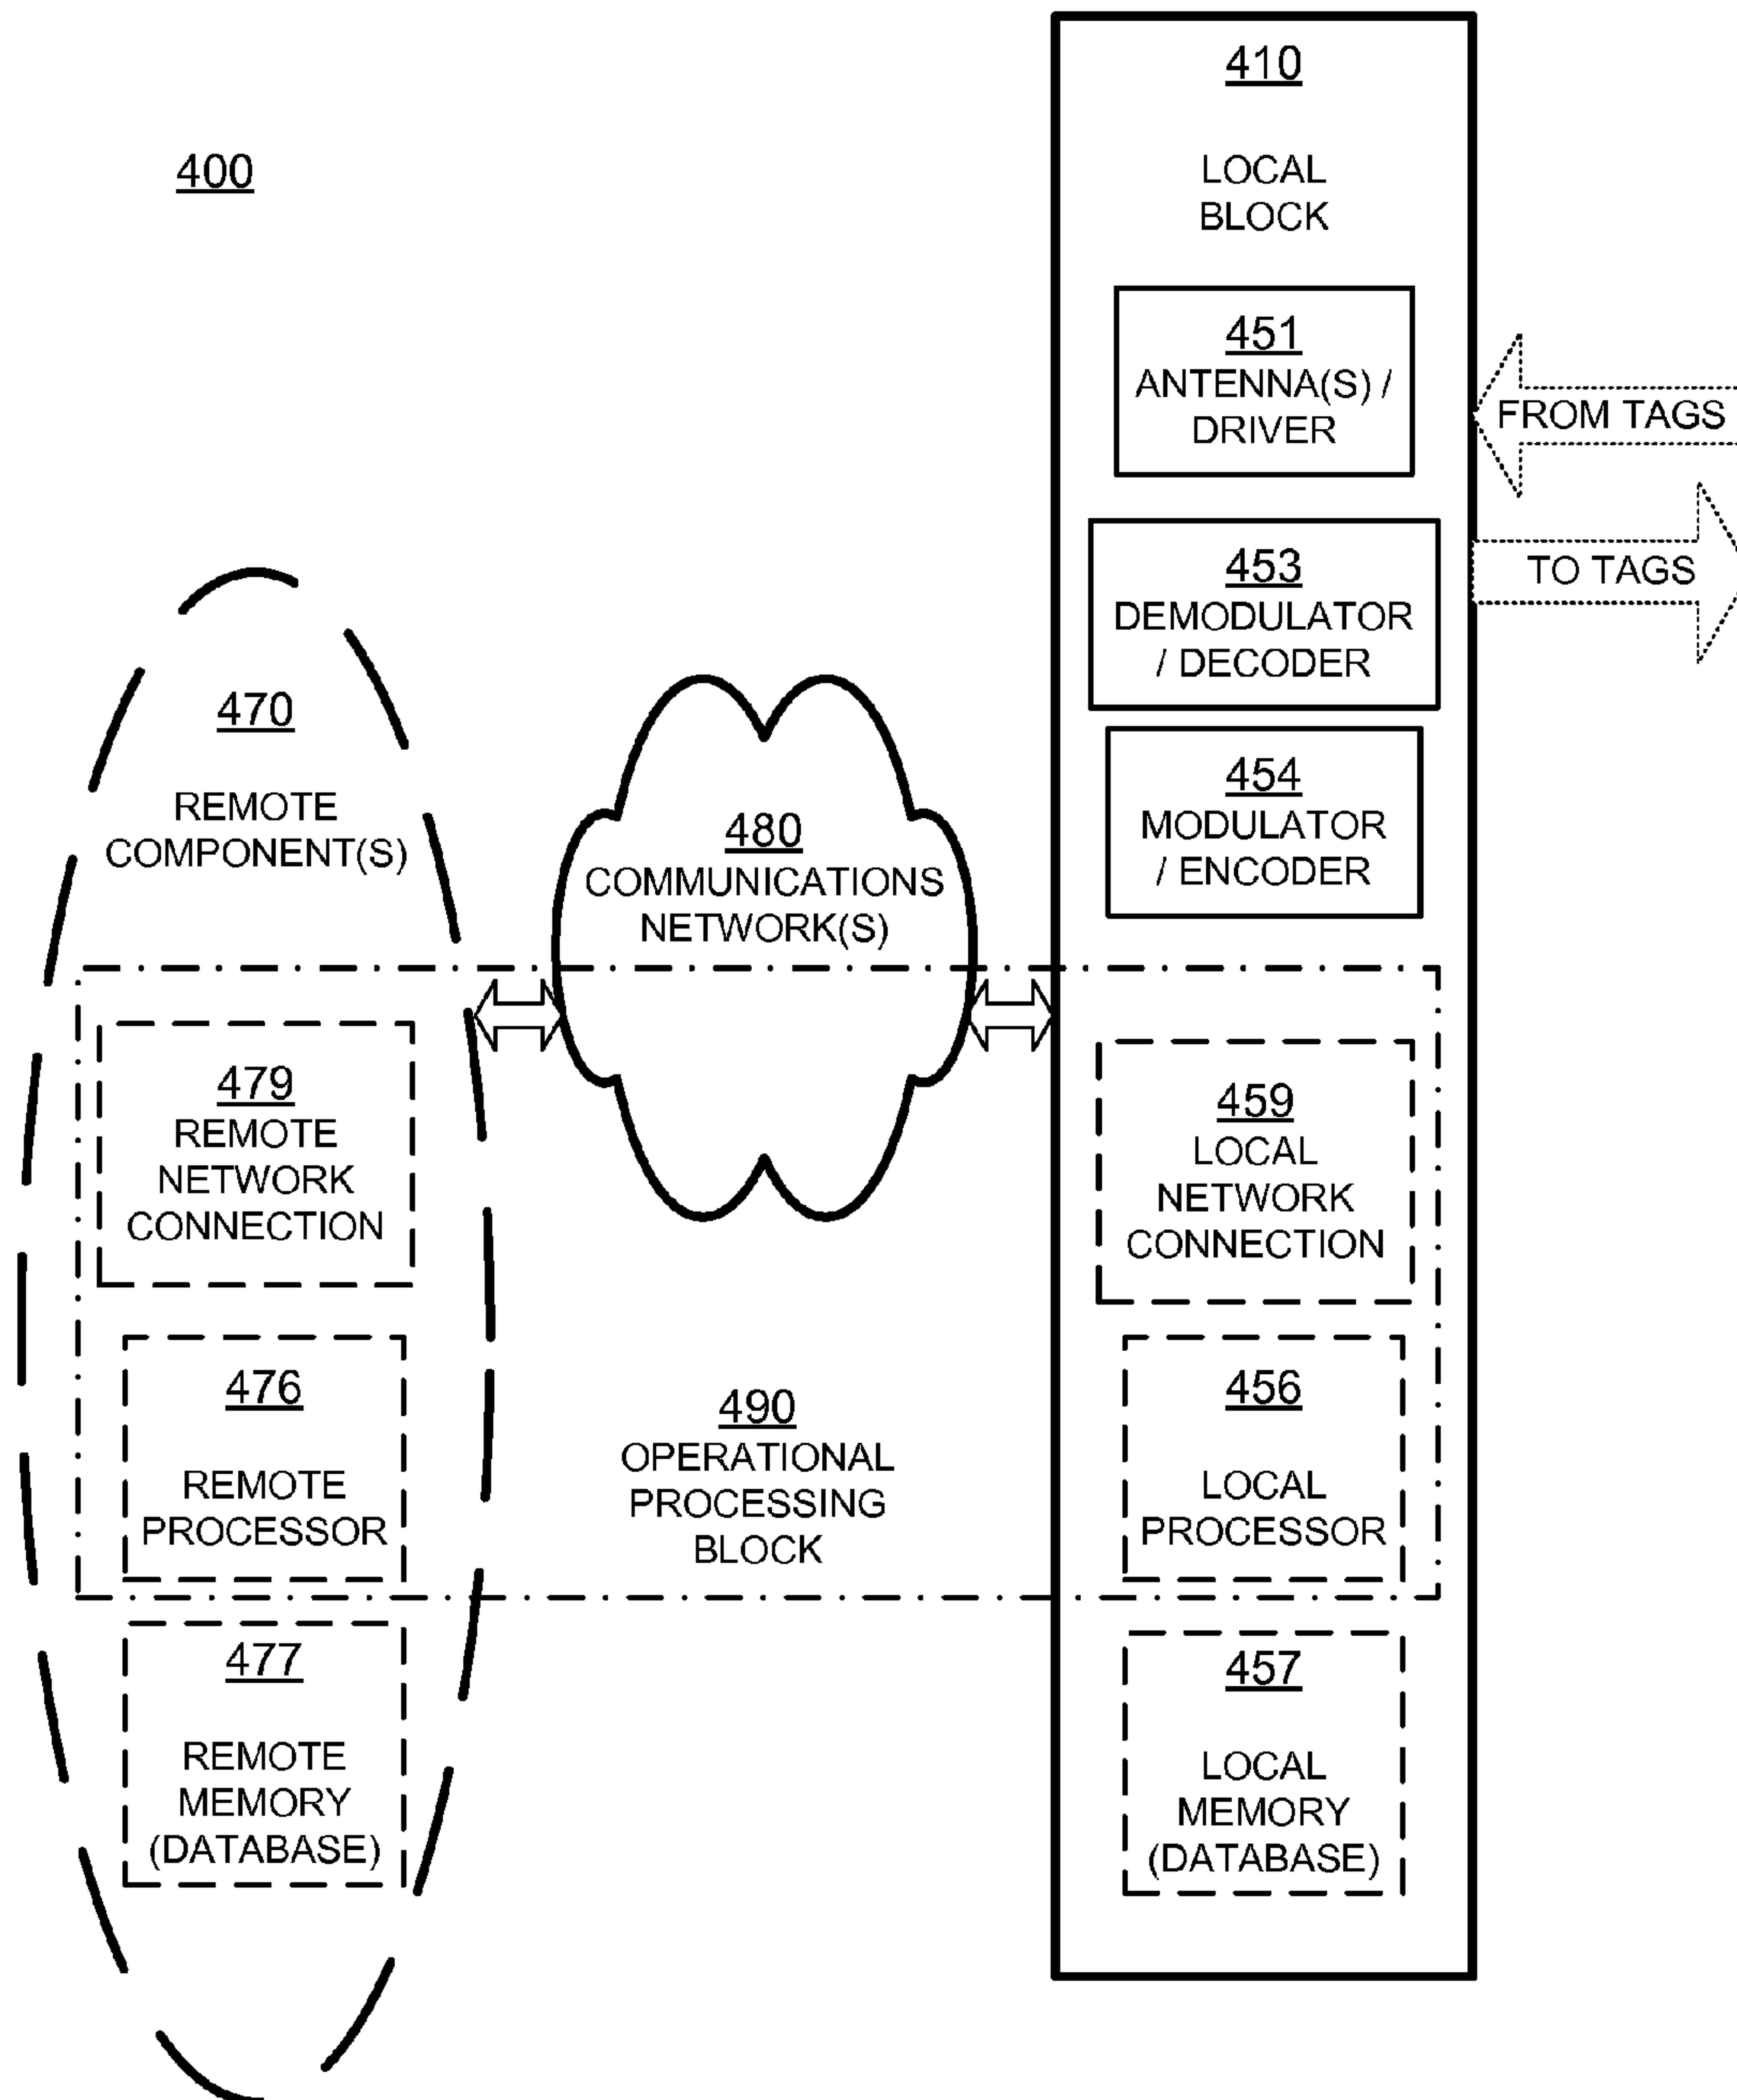 400
410
LOCAL
BLOCK
451
ANTENNA(S) /
DRIVER
FROM TAGS
TO TAGS
453
DEMODULATOR
/ DECODER
454
MODULATOR
/ ENCODER
470
REMOTE
COMPONENT(S)
480
COMMUNICATIONS
NETWORK(S)
479
REMOTE
NETWORK
CONNECTION
459
LOCAL
NETWORK
CONNECTION
476
REMOTE
PROCESSOR
490
OPERATIONAL
PROCESSING
BLOCK
456
LOCAL
PROCESSOR
477
REMOTE
MEMORY
(DATABASE)
457
LOCAL
MEMORY
(DATABASE)